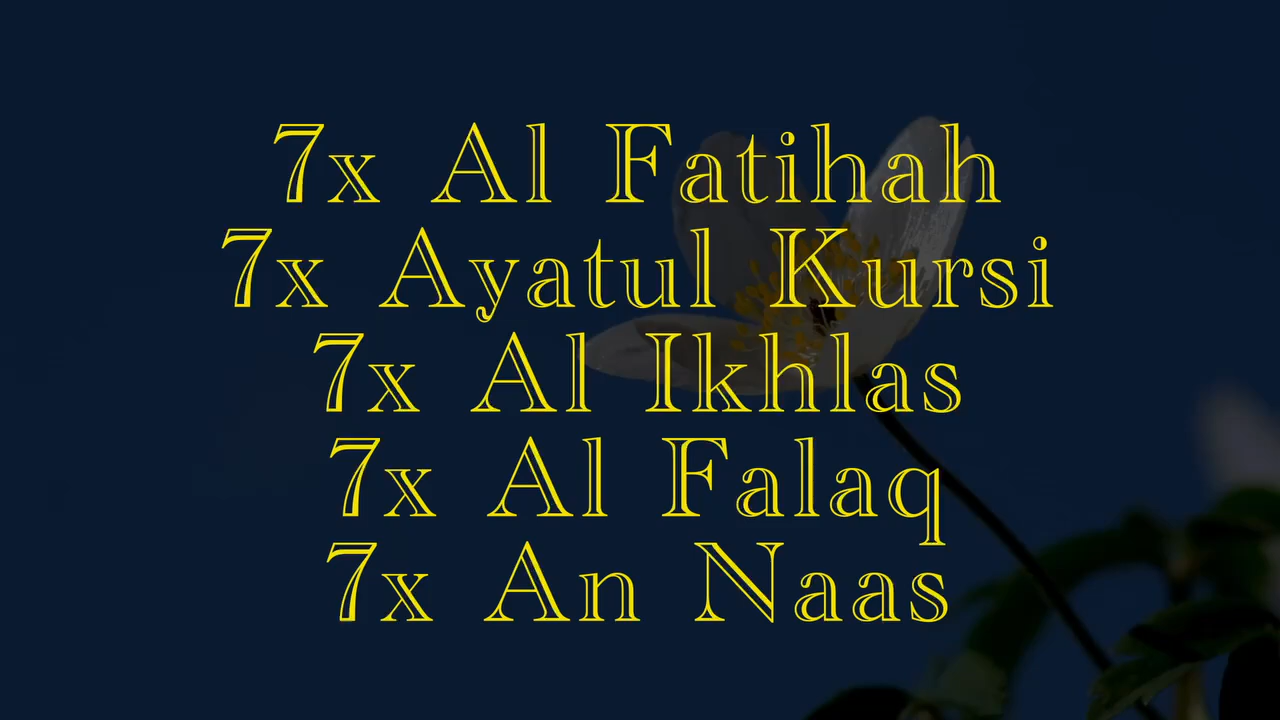 7x Al Fatihah
7x Ayatul Kursi
7x Al Ikhlas
7x Al Falaq
7x An Naas